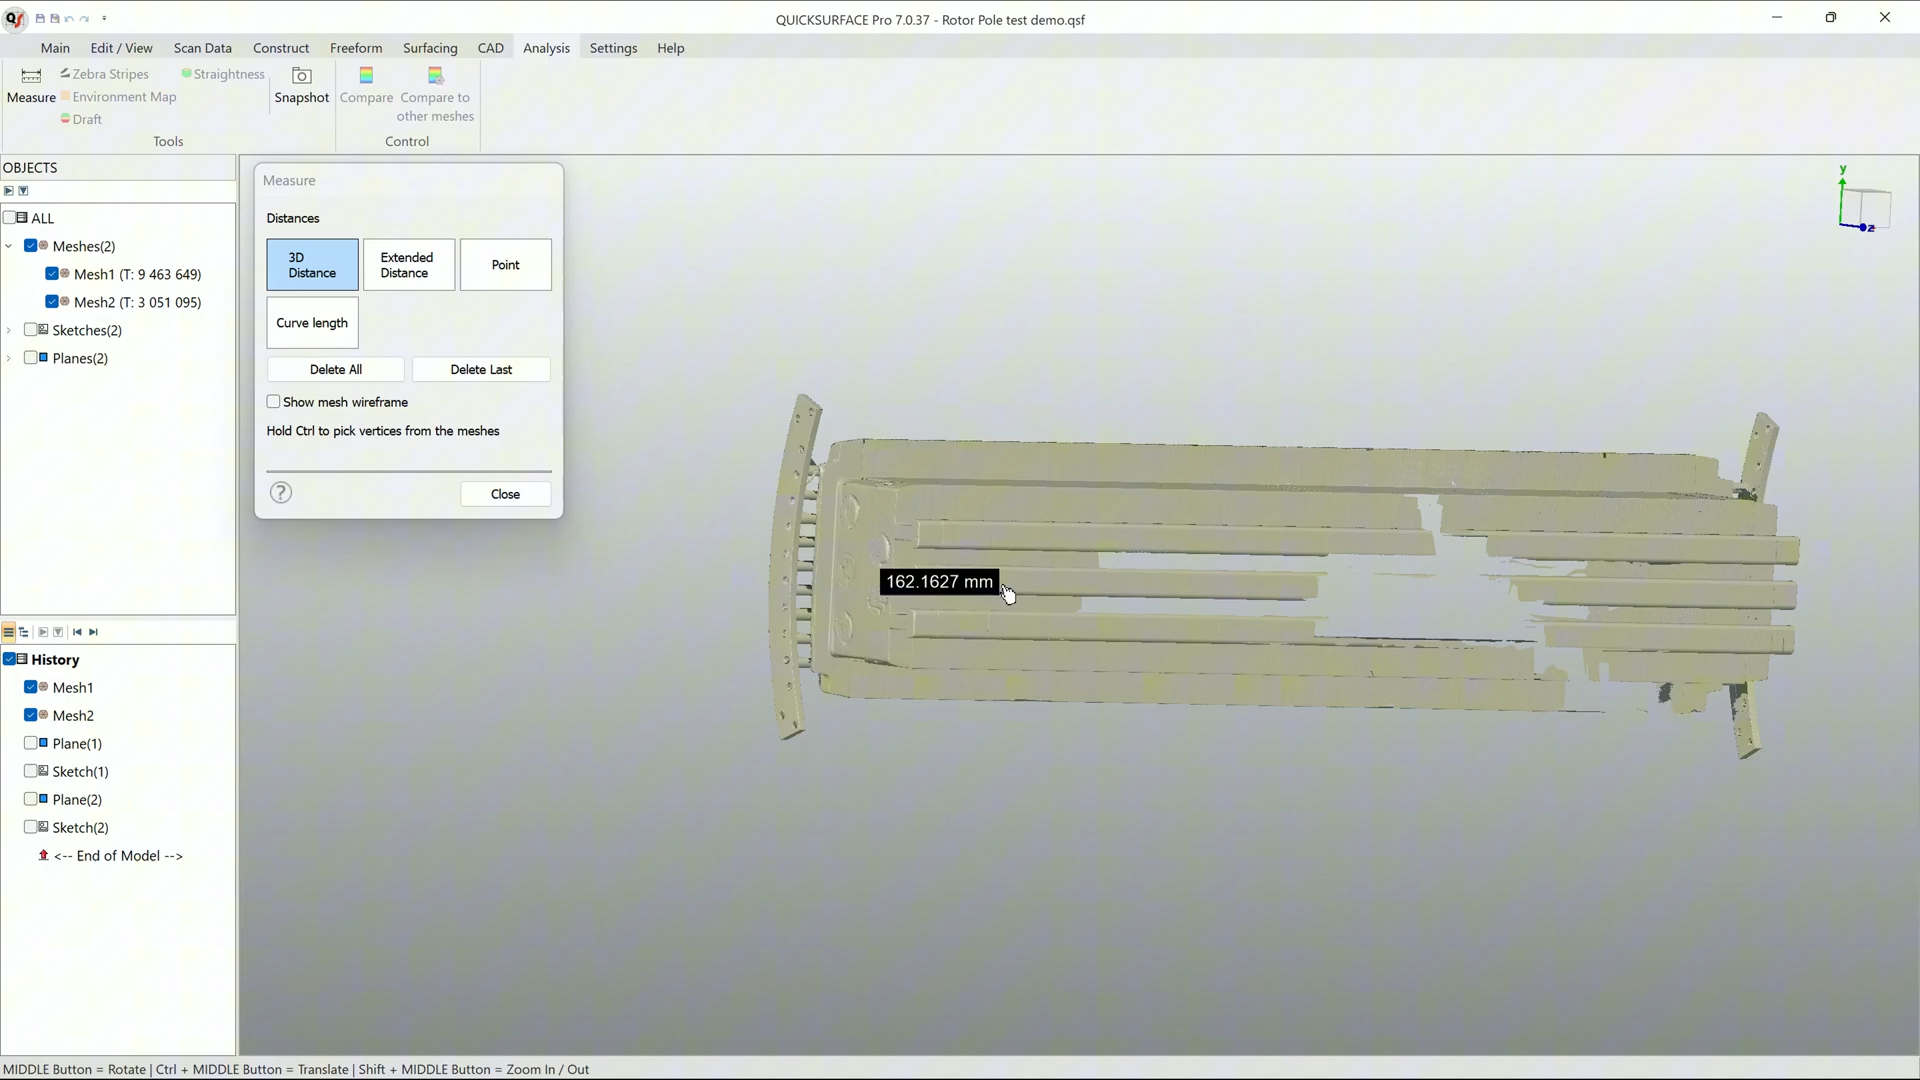 QUICKSURFACE Pro 7.0.37 - Rotor Pole test demo.qsf
Main Edit / View Scan Data Construct Freeform Surfacing CAD Analysis Settings Help
Measure
Zebra Stripes
Environment Map
Draft
Straightness
Snapshot
Compare
Compare to
other meshes
Tools
Control
OBJECTS
ALL
Meshes(2)
Mesh1 (T: 9 463 649)
Mesh2 (T: 3 051 095)
Sketches(2)
Planes(2)
History
Mesh1
Mesh2
Plane(1)
Sketch(1)
Plane(2)
Sketch(2)
<-- End of Model -->
Measure
Distances
3D
Distance
Extended
Distance
Point
Curve length
Delete All
Delete Last
Show mesh wireframe
Hold Ctrl to pick vertices from the meshes
?
Close
162.1627 mm
y
z
MIDDLE Button = Rotate | Ctrl + MIDDLE Button = Translate | Shift + MIDDLE Button = Zoom In / Out